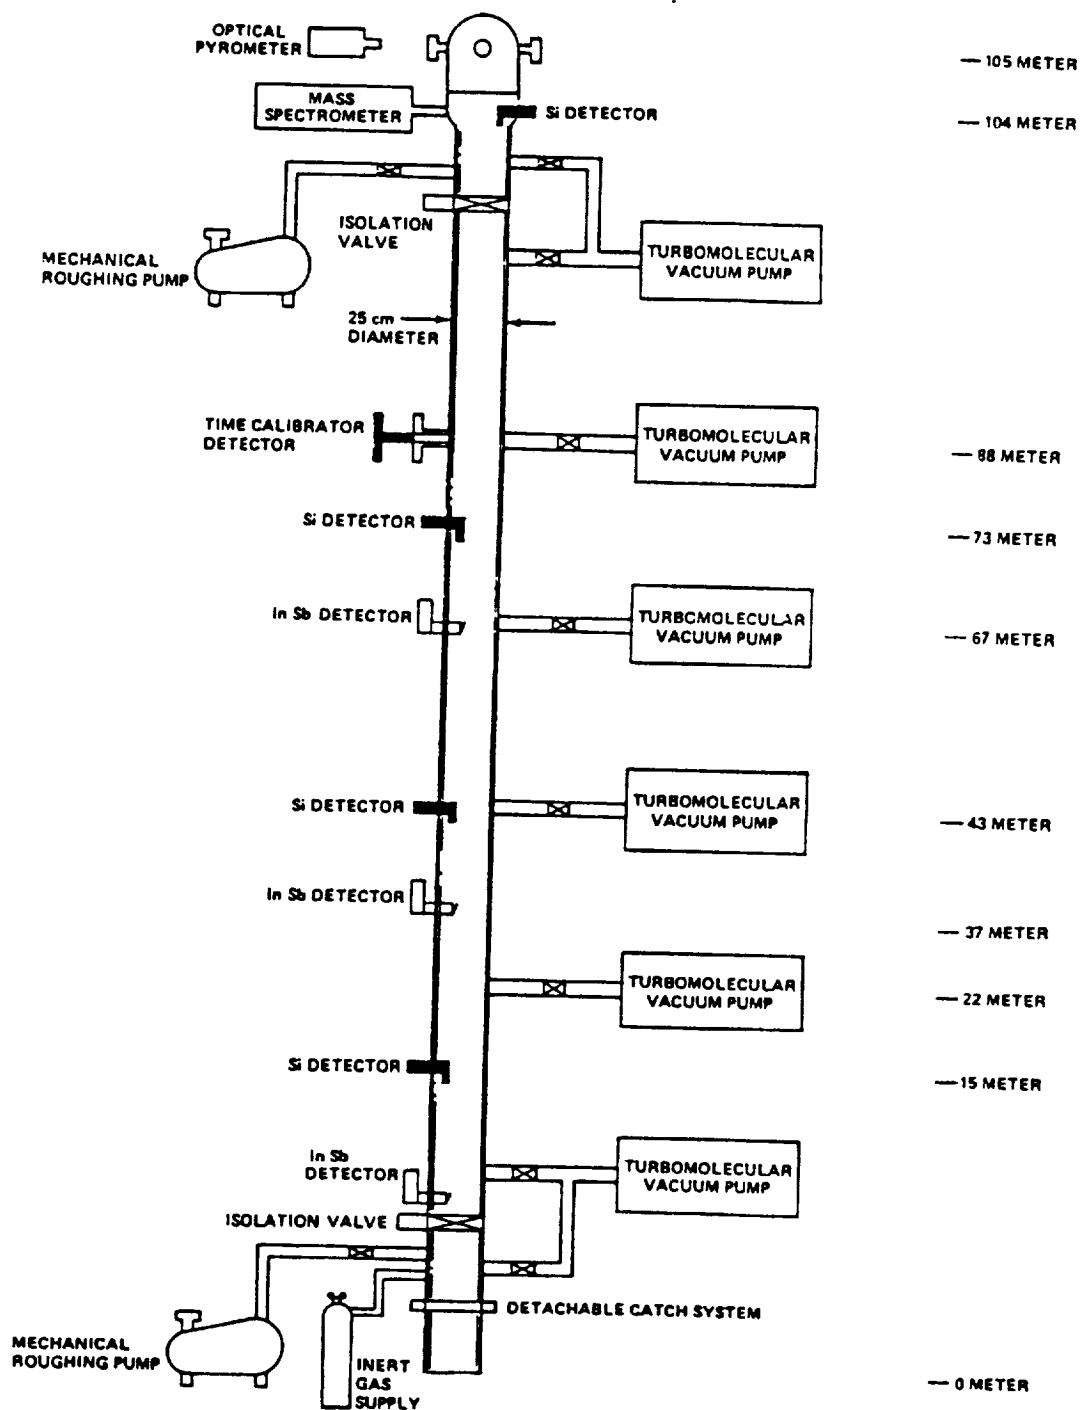 OPTICAL
PYROMETER
— 105 METER
MASS
SPECTROMETER
Si DETECTOR
— 104 METER
ISOLATION
VALVE
MECHANICAL
ROUGHING PUMP
TURBOMOLECULAR
VACUUM PUMP
25 cm
DIAMETER
TIME CALIBRATOR
DETECTOR
TURBOMOLECULAR
VACUUM PUMP
— 88 METER
Si DETECTOR
— 73 METER
In Sb DETECTOR
TURBOMOLECULAR
VACUUM PUMP
— 67 METER
Si DETECTOR
TURBOMOLECULAR
VACUUM PUMP
— 43 METER
In Sb DETECTOR
— 37 METER
TURBOMOLECULAR
VACUUM PUMP
— 22 METER
Si DETECTOR
— 15 METER
In Sb
DETECTOR
TURBOMOLECULAR
VACUUM PUMP
ISOLATION VALVE
DETACHABLE CATCH SYSTEM
MECHANICAL
ROUGHING PUMP
INERT
GAS
SUPPLY
— 0 METER